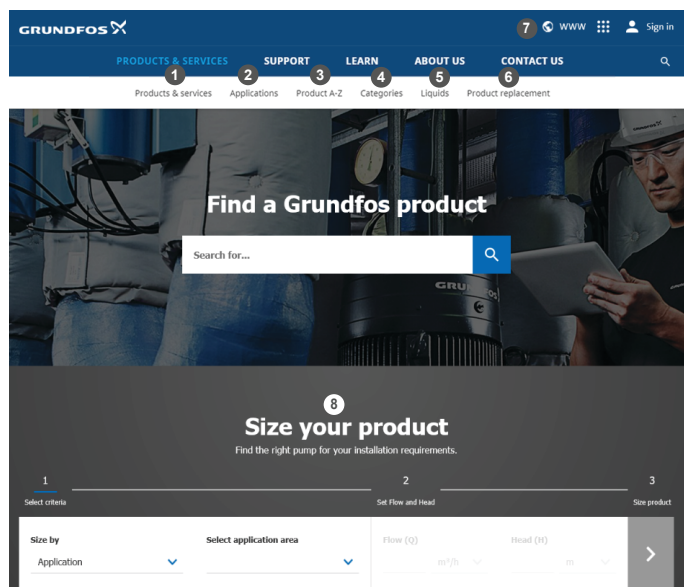 GRUNDFOS
7 WWW Sign in
PRODUCTS & SERVICES SUPPORT LEARN ABOUT US CONTACT US
1 2 3 4 5 6
Products & services Applications Product A-Z Categories Liquids Product replacement
Find a Grundfos product
Search for...
GRUNDFOS
8
Size your product
Find the right pump for your installation requirements.
1 2 3
Select criteria Set Flow and Head Size product
Size by Select application area Flow (Q) Head (H)
Application m³/h m